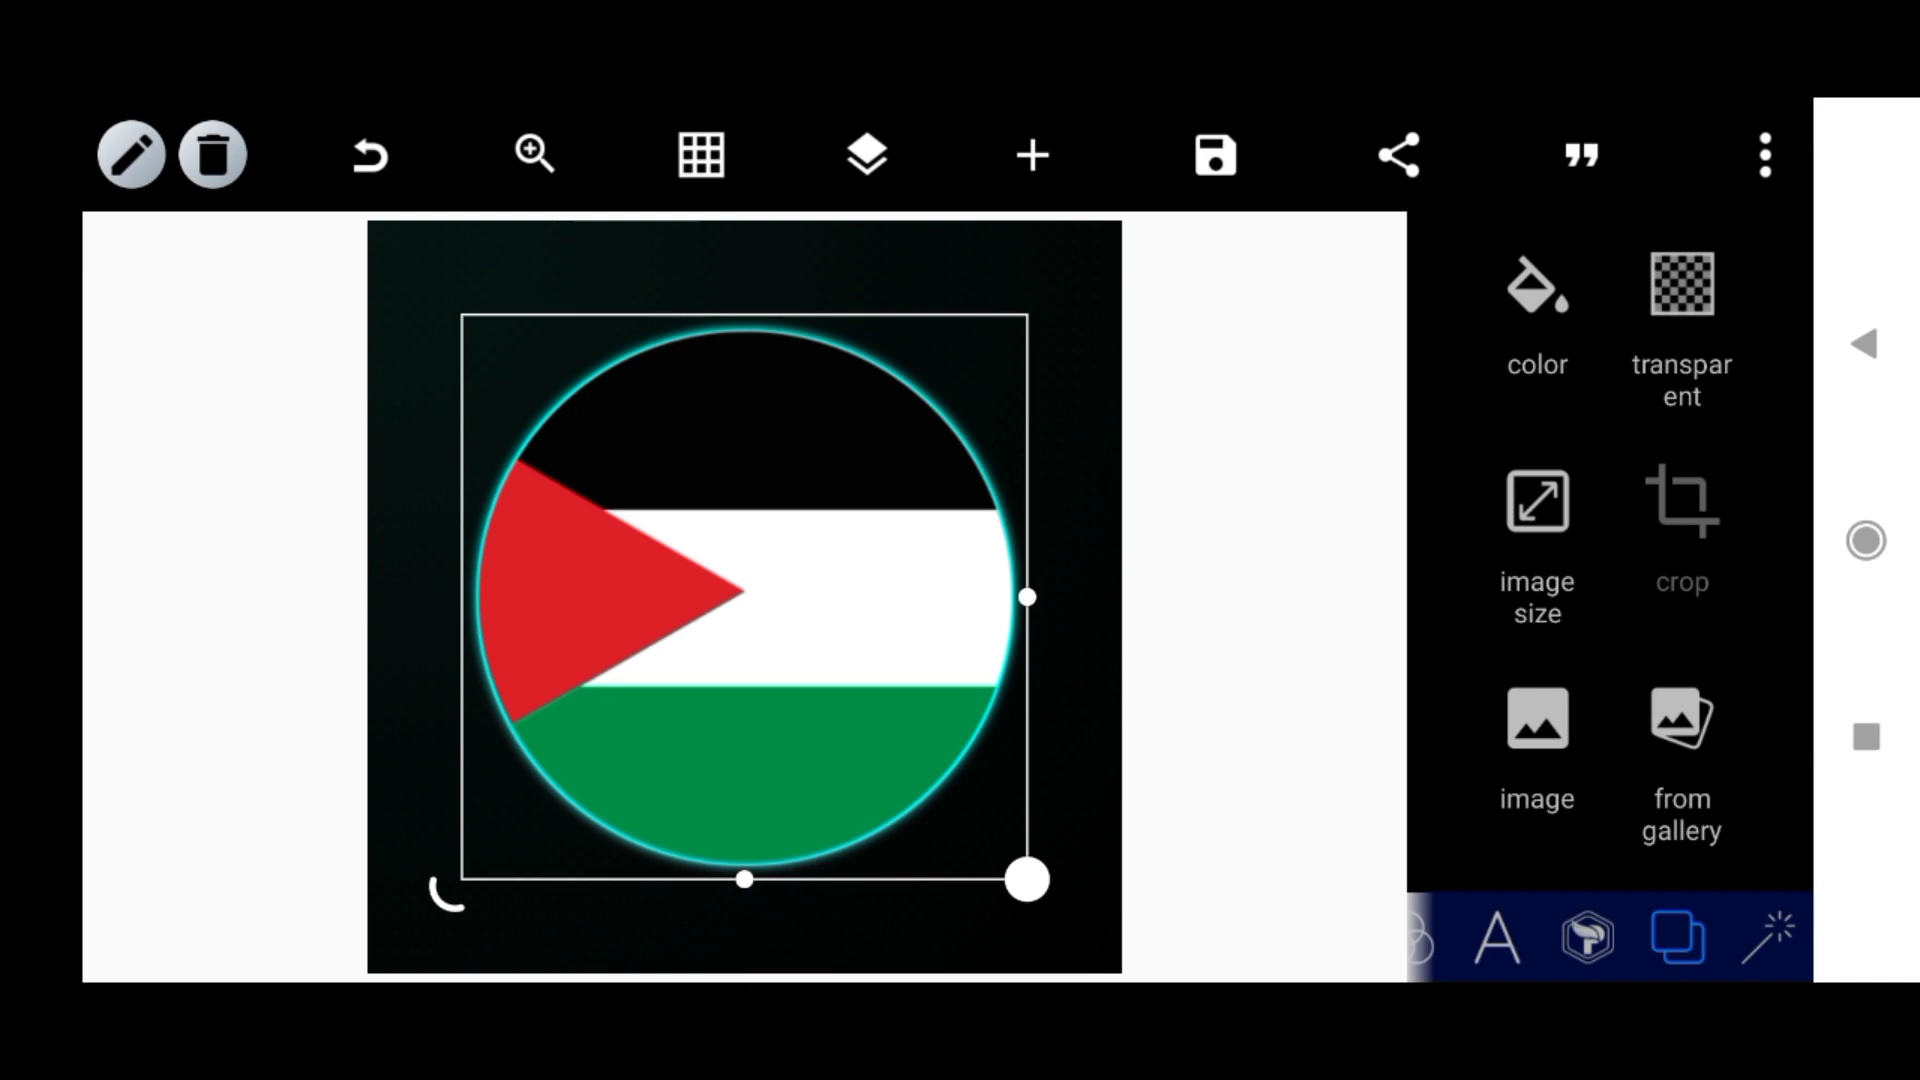 color
transpar
ent
image
size
crop
image
from
gallery